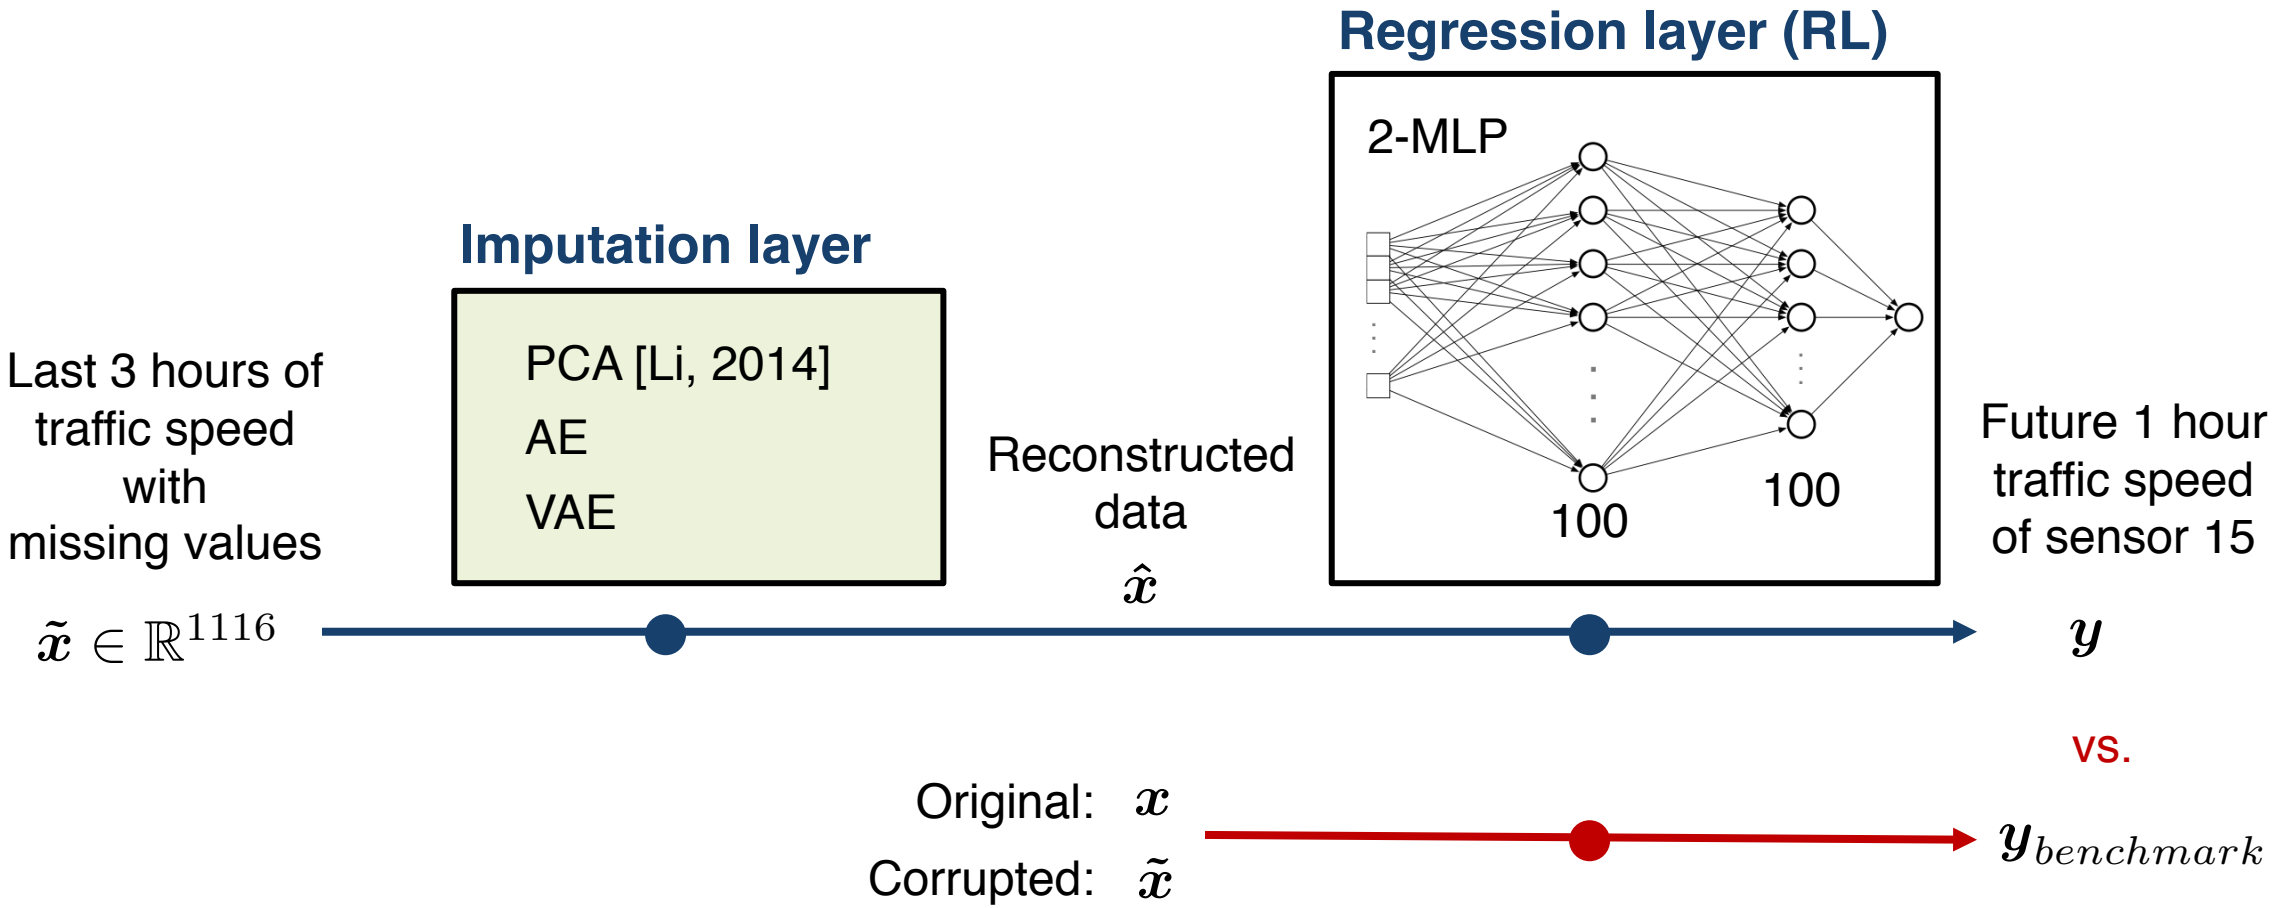 Regression layer (RL)
2-MLP
100
100
Imputation layer
PCA [Li, 2014]
AE
VAE
Last 3 hours of
traffic speed
with
missing values
x̃ ∈ ℝ¹¹¹⁶
Reconstructed
data
x̂
Future 1 hour
traffic speed
of sensor 15
y
vs.
Original: x
Corrupted: x̃
y_benchmark